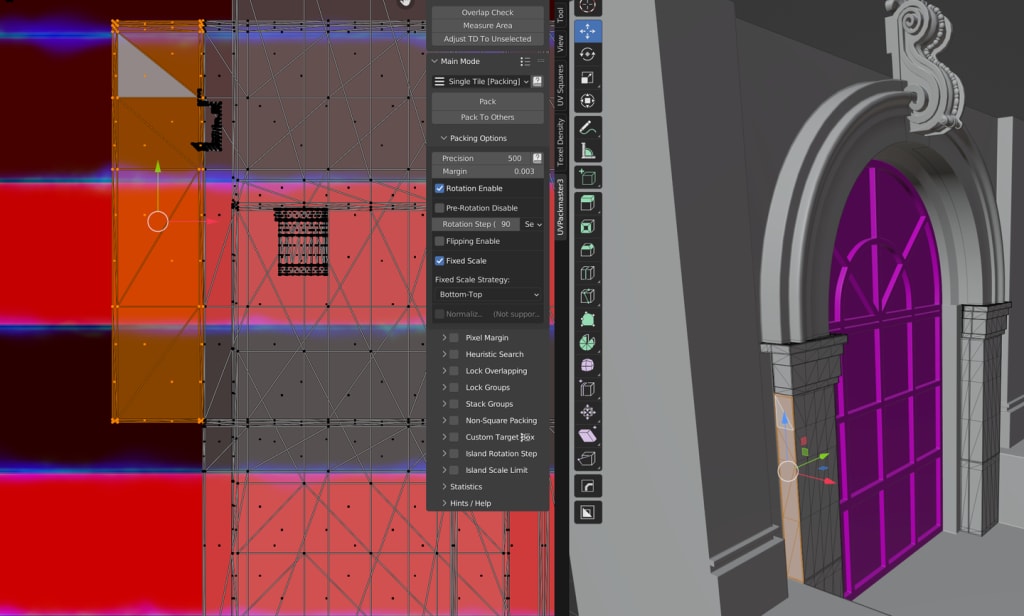 Overlap Check
Measure Area
Adjust TD To Unselected
Main Mode
Single Tile [Packing]
Pack
Pack To Others
Packing Options
Precision 500
Margin 0.003
Rotation Enable
Pre-Rotation Disable
Rotation Step ( 90 Se
Flipping Enable
Fixed Scale
Fixed Scale Strategy:
Bottom-Top
Normaliz.. (Not suppor..
Pixel Margin
Heuristic Search
Lock Overlapping
Lock Groups
Stack Groups
Non-Square Packing
Custom Target Box
Island Rotation Step
Island Scale Limit
Statistics
Hints / Help
Tool
View
UV Squares
Texel Density
UVPackmaster3